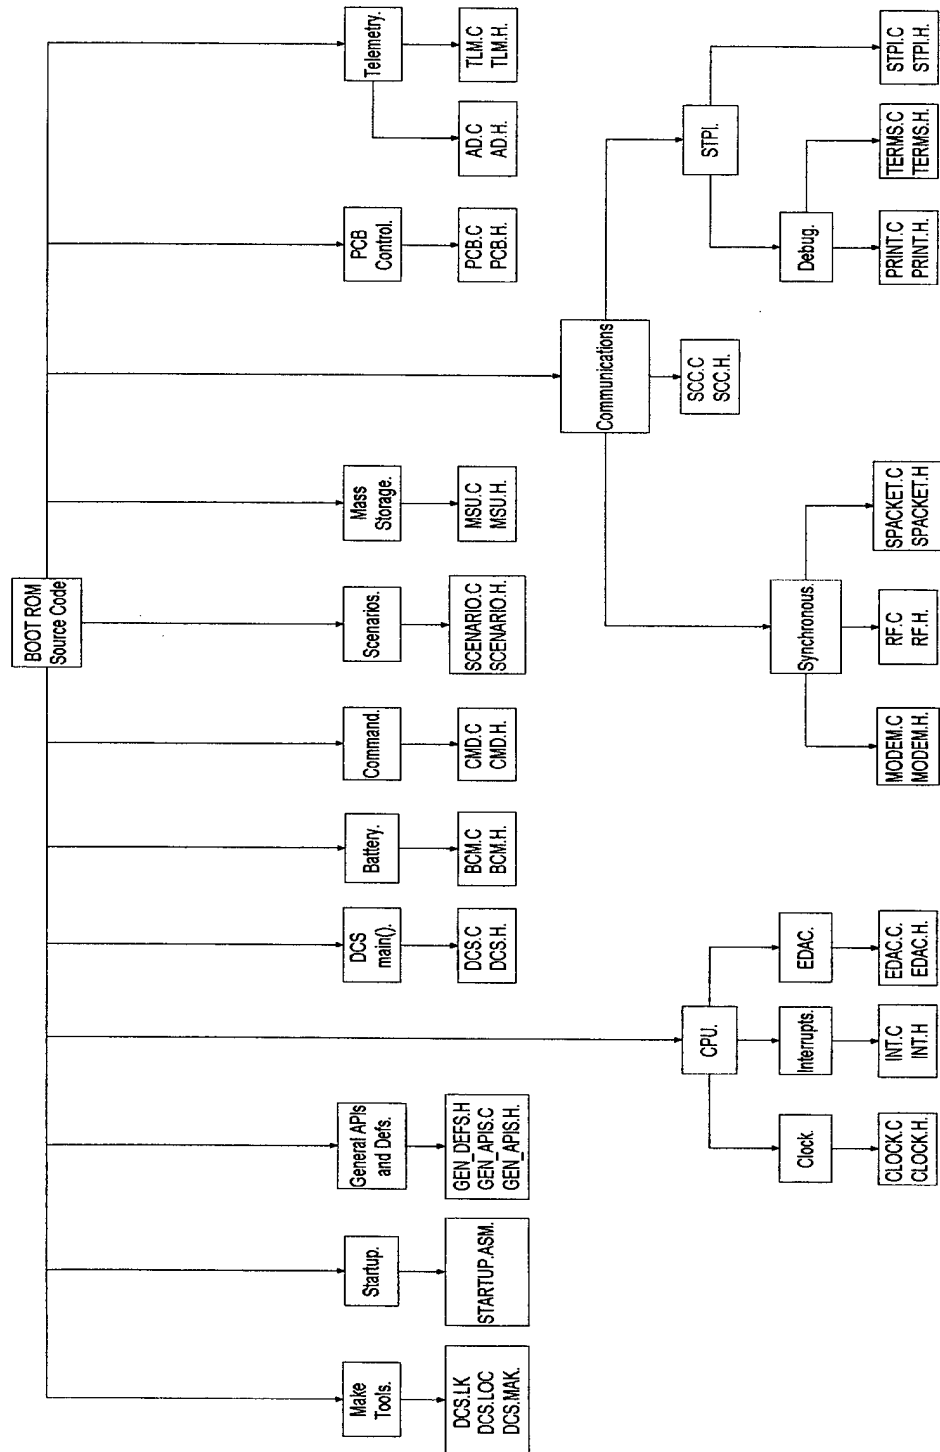 BOOT ROM
Source Code
Make
Tools.
Startup.
General APIs
and Defs.
DCS
main().
Battery.
Command.
Scenarios.
Mass
Storage.
PCB
Control.
Telemetry.
DCS.LK
DCS.LOC
DCS.MAK.
STARTUP.ASM.
GEN_DEFS.H
GEN_APIS.C
GEN_APIS.H.
DCS.C
DCS.H.
BCM.C
BCM.H.
CMD.C
CMD.H.
SCENARIO.C
SCENARIO.H.
MSU.C
MSU.H.
PCB.C
PCB.H.
AD.C
AD.H.
TLM.C
TLM.H.
Communications
CPU.
SCC.C
SCC.H.
STPI.
Clock.
Interrupts.
EDAC.
Synchronous.
Debug.
CLOCK.C
CLOCK.H.
INT.C
INT.H
EDAC.C.
EDAC.H.
MODEM.C
MODEM.H.
RF.C
RF.H.
SPACKET.C
SPACKET.H
PRINT.C
PRINT.H.
TERMS.C
TERMS.H.
STPI.C
STPI.H.